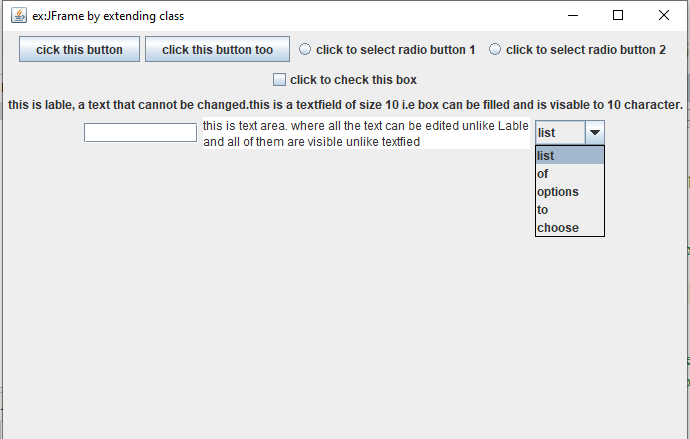 ex:JFrame by extending class
cick this button
click this button too
click to select radio button 1
click to select radio button 2
click to check this box
this is lable, a text that cannot be changed.this is a textfield of size 10 i.e box can be filled and is visable to 10 character.
this is text area. where all the text can be edited unlike Lable
and all of them are visible unlike textfied
list
list
of
options
to
choose